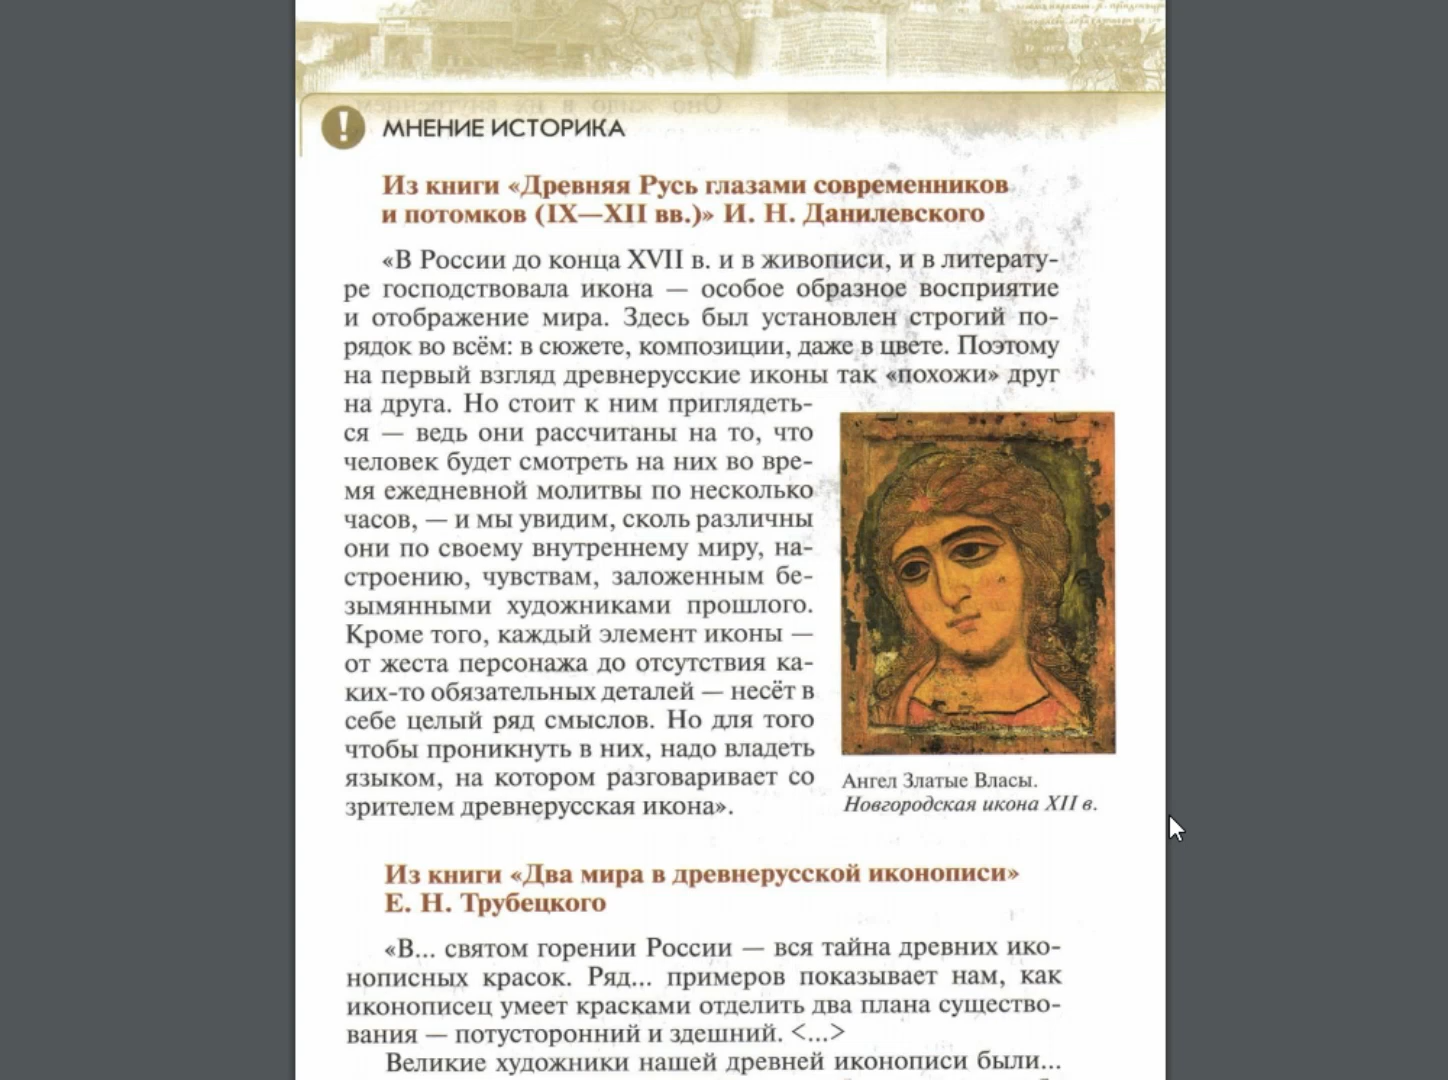 МНЕНИЕ ИСТОРИКА
Из книги «Древняя Русь глазами современников
и потомков (IX—XII вв.)» И. Н. Данилевского
«В России до конца XVII в. и в живописи, и в литерату-
ре господствовала икона — особое образное восприятие
и отображение мира. Здесь был установлен строгий по-
рядок во всём: в сюжете, композиции, даже в цвете. Поэтому
на первый взгляд древнерусские иконы так «похожи» друг
на друга. Но стоит к ним приглядеть-
ся — ведь они рассчитаны на то, что
человек будет смотреть на них во вре-
мя ежедневной молитвы по несколько
часов, — и мы увидим, сколь различны
они по своему внутреннему миру, на-
строению, чувствам, заложенным бе-
зымянными художниками прошлого.
Кроме того, каждый элемент иконы —
от жеста персонажа до отсутствия ка-
ких-то обязательных деталей — несёт в
себе целый ряд смыслов. Но для того
чтобы проникнуть в них, надо владеть
языком, на котором разговаривает со
зрителем древнерусская икона».
Ангел Златые Власы.
Новгородская икона XII в.
Из книги «Два мира в древнерусской иконописи»
Е. Н. Трубецкого
«В... святом горении России — вся тайна древних ико-
нописных красок. Ряд... примеров показывает нам, как
иконописец умеет красками отделить два плана существо-
вания — потусторонний и здешний. <...>
Великие художники нашей древней иконописи были...